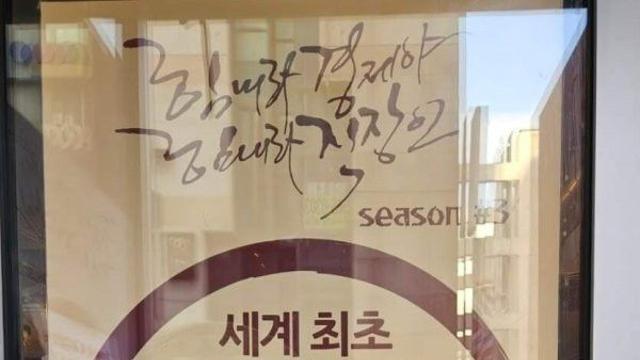 힘내라 경제야
힘내라 직장인
season #3
세계 최초